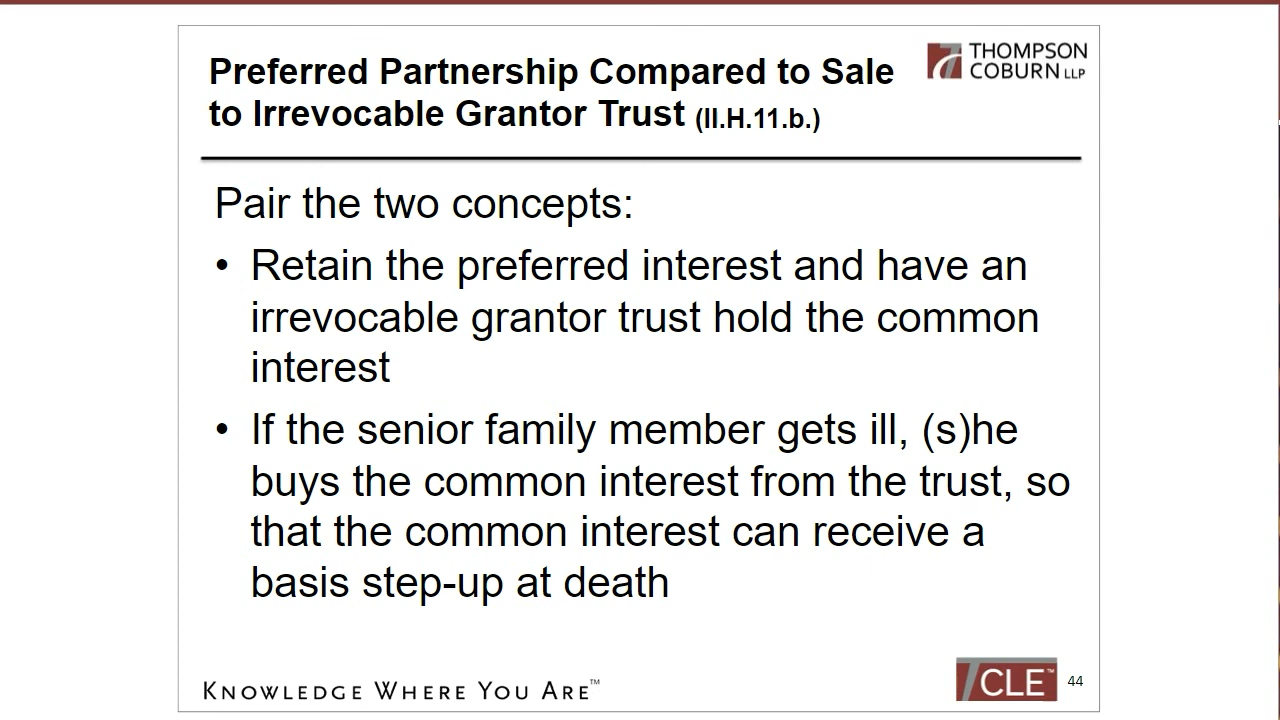 Preferred Partnership Compared to Sale
to Irrevocable Grantor Trust (II.H.11.b.)
THOMPSON
COBURN LLP
Pair the two concepts:
• Retain the preferred interest and have an
irrevocable grantor trust hold the common
interest
• If the senior family member gets ill, (s)he
buys the common interest from the trust, so
that the common interest can receive a
basis step-up at death
KNOWLEDGE WHERE YOU ARE™
CLE™
44